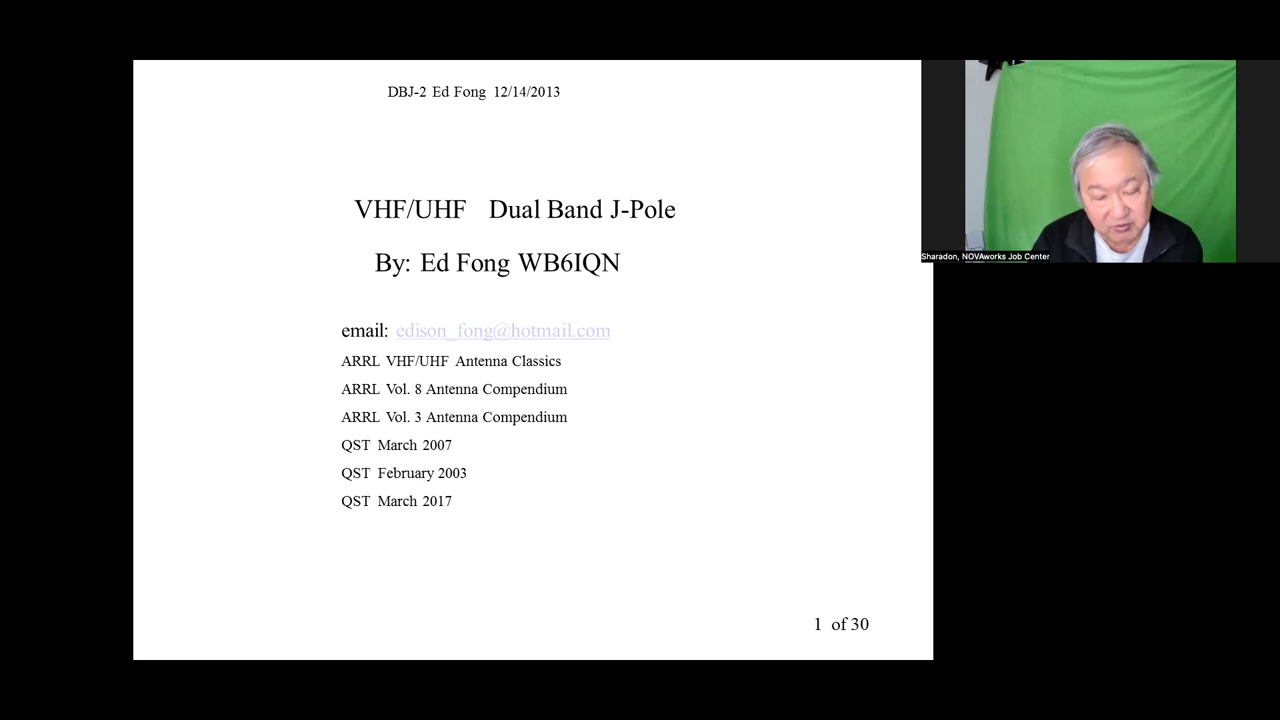 DBJ-2 Ed Fong 12/14/2013
VHF/UHF Dual Band J-Pole
By: Ed Fong WB6IQN
email: edison_fong@hotmail.com
ARRL VHF/UHF Antenna Classics
ARRL Vol. 8 Antenna Compendium
ARRL Vol. 3 Antenna Compendium
QST March 2007
QST February 2003
QST March 2017
1 of 30
Sharadon, NOVAworks Job Center